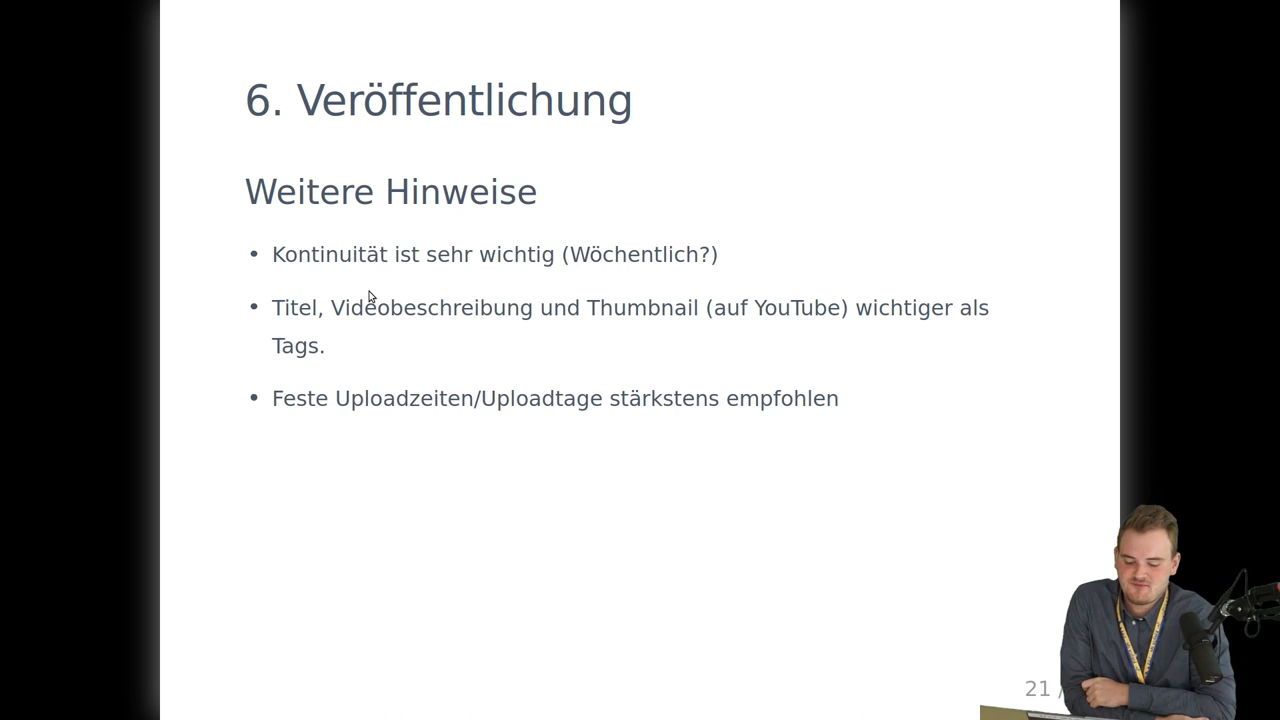 6. Veröffentlichung
Weitere Hinweise
• Kontinuität ist sehr wichtig (Wöchentlich?)
• Titel, Videobeschreibung und Thumbnail (auf YouTube) wichtiger als
Tags.
• Feste Uploadzeiten/Uploadtage stärkstens empfohlen
21 /